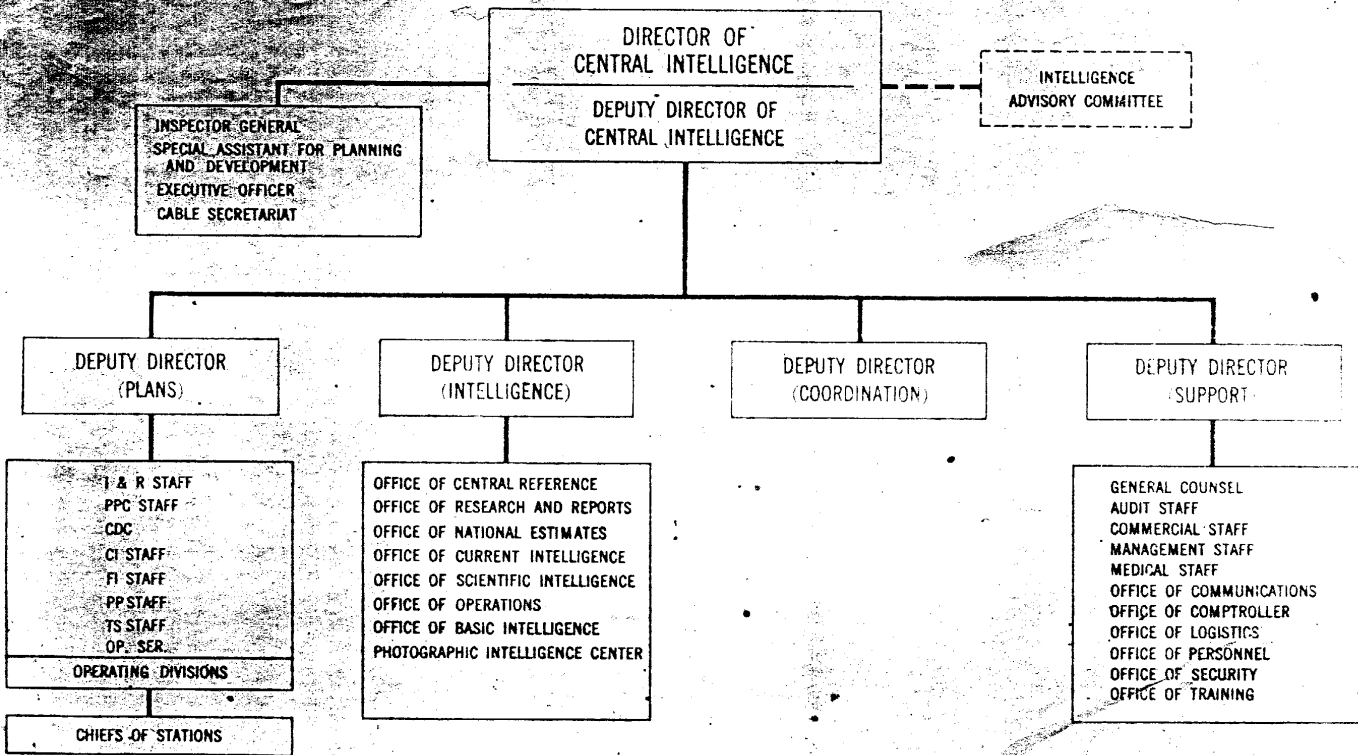 DIRECTOR OF
CENTRAL INTELLIGENCE
DEPUTY DIRECTOR OF
CENTRAL INTELLIGENCE
INTELLIGENCE
ADVISORY COMMITTEE
INSPECTOR GENERAL
SPECIAL ASSISTANT FOR PLANNING
AND DEVELOPMENT
EXECUTIVE OFFICER
CABLE SECRETARIAT
DEPUTY DIRECTOR
(PLANS)
I & R STAFF
PPC STAFF
CDC
CI STAFF
FI STAFF
PP STAFF
TS STAFF
OP. SER.
OPERATING DIVISIONS
CHIEFS OF STATIONS
DEPUTY DIRECTOR
(INTELLIGENCE)
OFFICE OF CENTRAL REFERENCE
OFFICE OF RESEARCH AND REPORTS
OFFICE OF NATIONAL ESTIMATES
OFFICE OF CURRENT INTELLIGENCE
OFFICE OF SCIENTIFIC INTELLIGENCE
OFFICE OF OPERATIONS
OFFICE OF BASIC INTELLIGENCE
PHOTOGRAPHIC INTELLIGENCE CENTER
DEPUTY DIRECTOR
(COORDINATION)
DEPUTY DIRECTOR
(SUPPORT)
GENERAL COUNSEL
AUDIT STAFF
COMMERCIAL STAFF
MANAGEMENT STAFF
MEDICAL STAFF
OFFICE OF COMMUNICATIONS
OFFICE OF COMPTROLLER
OFFICE OF LOGISTICS
OFFICE OF PERSONNEL
OFFICE OF SECURITY
OFFICE OF TRAINING